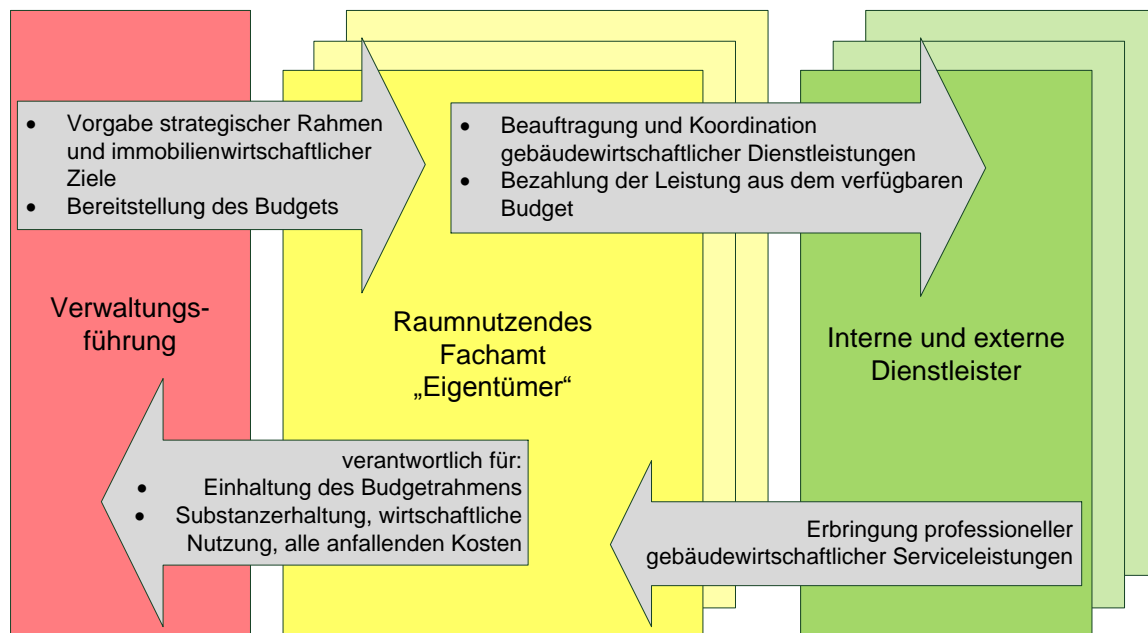 • Vorgabe strategischer Rahmen
und immobilienwirtschaftlicher
Ziele
• Bereitstellung des Budgets
• Beauftragung und Koordination
gebäudewirtschaftlicher Dienstleistungen
• Bezahlung der Leistung aus dem verfügbaren
Budget
Verwaltungs-
führung
Raumnutzendes
Fachamt
„Eigentümer“
Interne und externe
Dienstleister
verantwortlich für:
• Einhaltung des Budgetrahmens
• Substanzerhaltung, wirtschaftliche
Nutzung, alle anfallenden Kosten
Erbringung professioneller
gebäudewirtschaftlicher Serviceleistungen